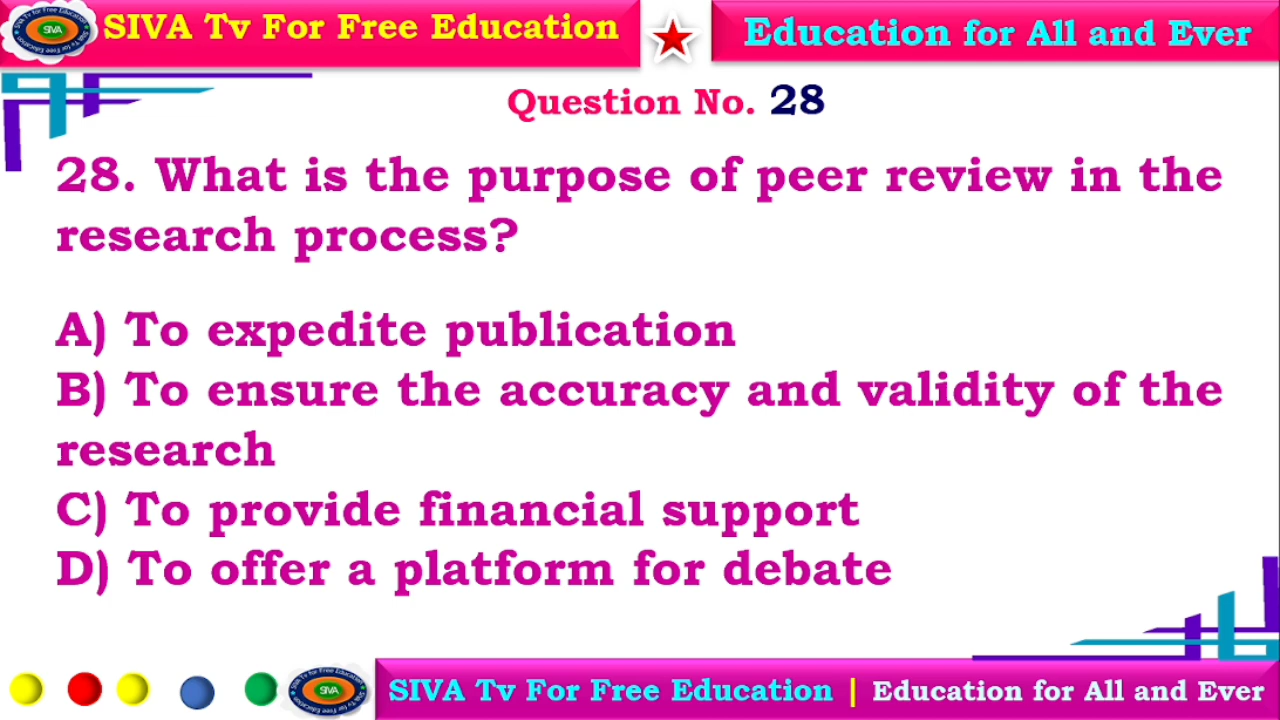 SIVA Tv For Free Education
Education for All and Ever
Question No. 28
28. What is the purpose of peer review in the
research process?
A) To expedite publication
B) To ensure the accuracy and validity of the
research
C) To provide financial support
D) To offer a platform for debate
SIVA
SIVA Tv For Free Education | Education for All and Ever